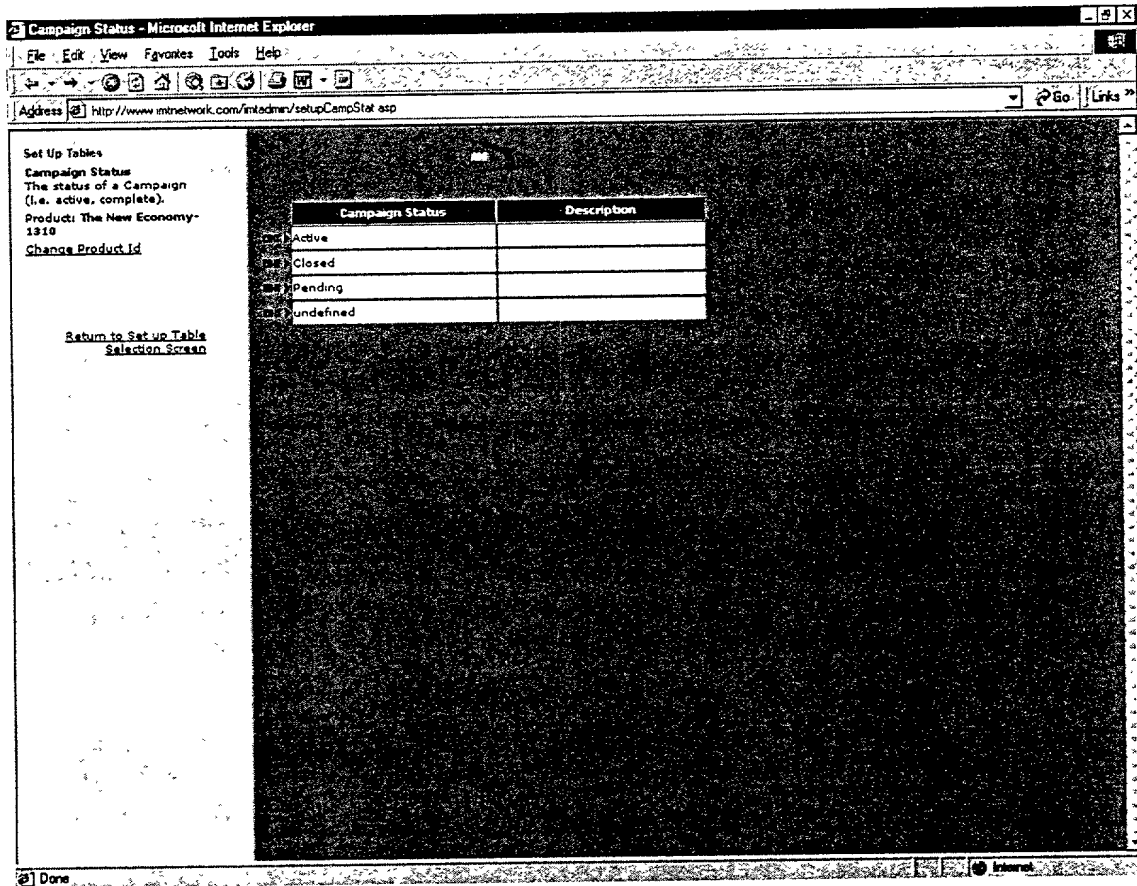 Campaign Status - Microsoft Internet Explorer
File Edit View Favorites Tools Help
Address http://www.imtnetwork.com/imtadmin/setupCampStat.asp Go Links »
Set Up Tables
Campaign Status
The status of a Campaign
(i.e. active, complete).
Product: The New Economy-
1310
Change Product Id
Return to Set up Table
Selection Screen
Campaign Status Description
Active
Closed
Pending
undefined
Done Internet